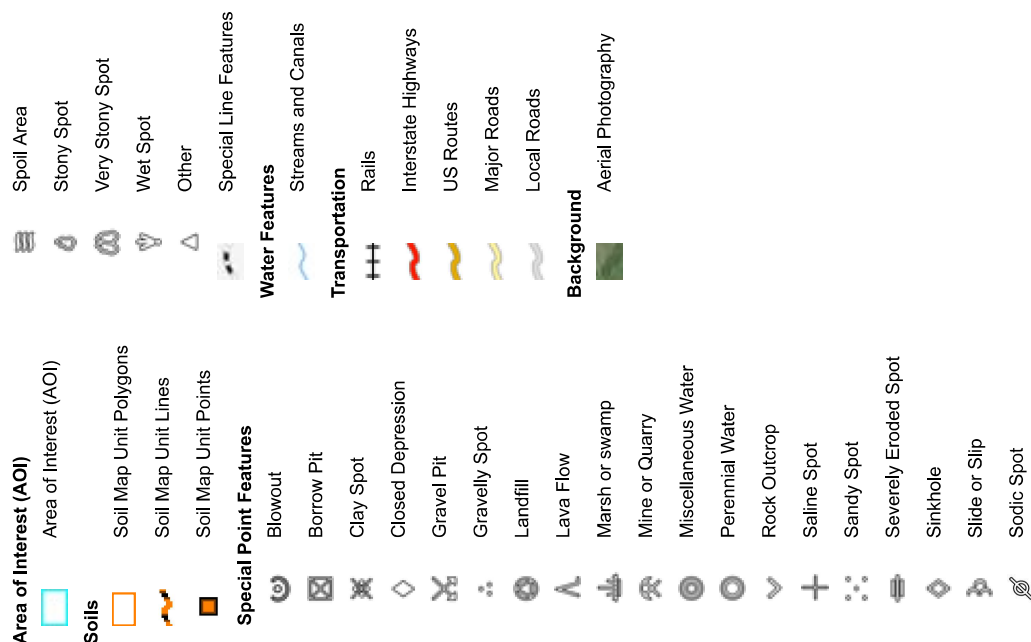 Area of Interest (AOI)
Area of Interest (AOI)
Soils
Soil Map Unit Polygons
Soil Map Unit Lines
Soil Map Unit Points
Special Point Features
Blowout
Borrow Pit
Clay Spot
Closed Depression
Gravel Pit
Gravelly Spot
Landfill
Lava Flow
Marsh or swamp
Mine or Quarry
Miscellaneous Water
Perennial Water
Rock Outcrop
Saline Spot
Sandy Spot
Severely Eroded Spot
Sinkhole
Slide or Slip
Sodic Spot
Spoil Area
Stony Spot
Very Stony Spot
Wet Spot
Other
Special Line Features
Water Features
Streams and Canals
Transportation
Rails
Interstate Highways
US Routes
Major Roads
Local Roads
Background
Aerial Photography